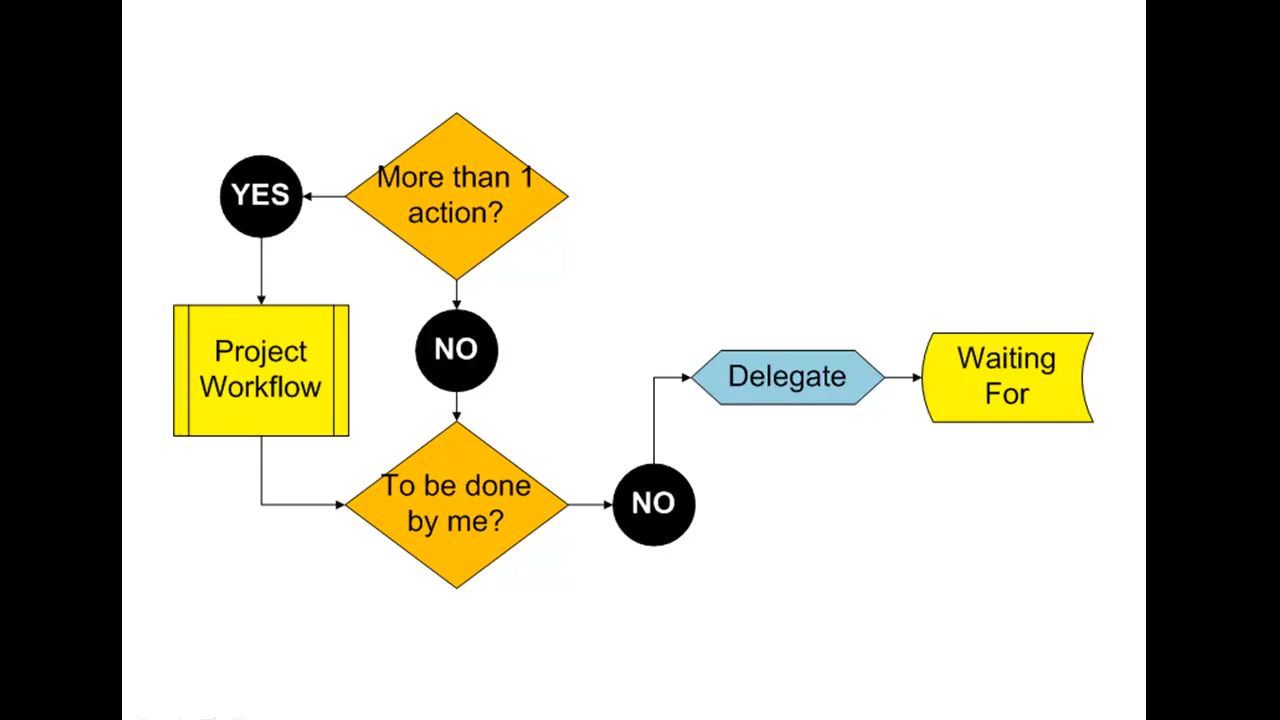 More than 1
action?
YES
Project
Workflow
NO
To be done
by me?
NO
Delegate
Waiting
For